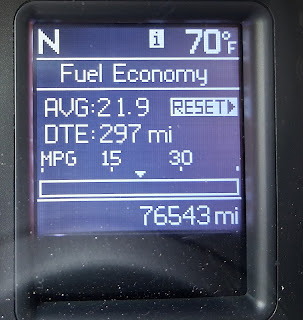 N i 70°F
Fuel Economy
AVG:21.9 RESET
DTE:297 mi
MPG 15 30
76543 mi